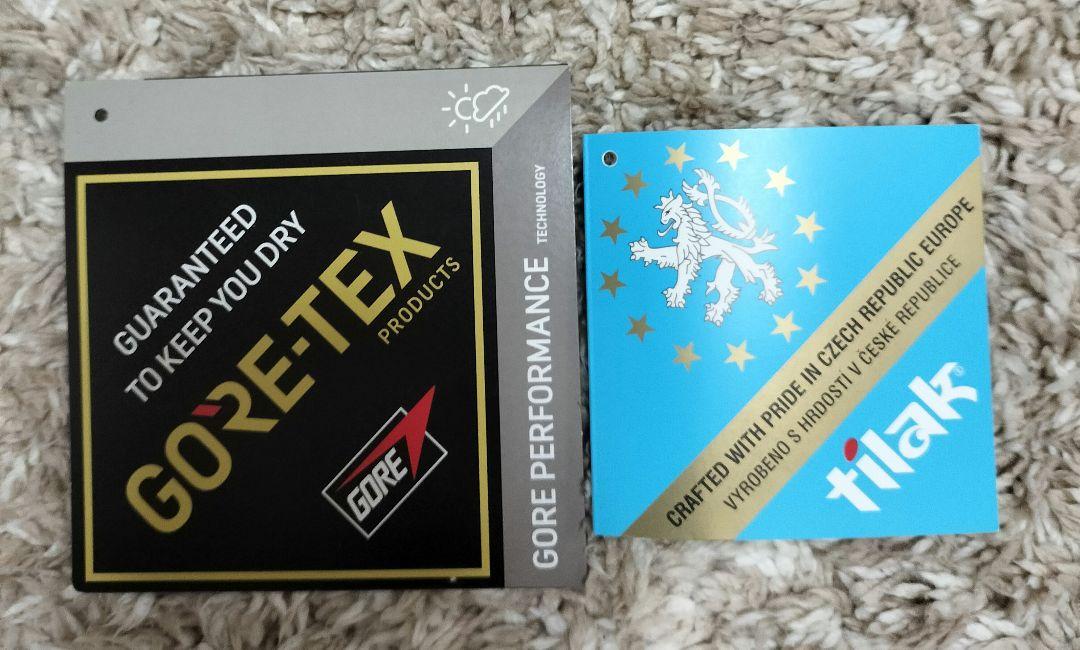 GUARANTEED
TO KEEP YOU DRY
GORE-TEX
PRODUCTS
GORE
GORE PERFORMANCE TECHNOLOGY
CRAFTED WITH PRIDE IN CZECH REPUBLIC EUROPE
VYROBENO S HRDOSTÍ V ČESKÉ REPUBLICE
tilak®